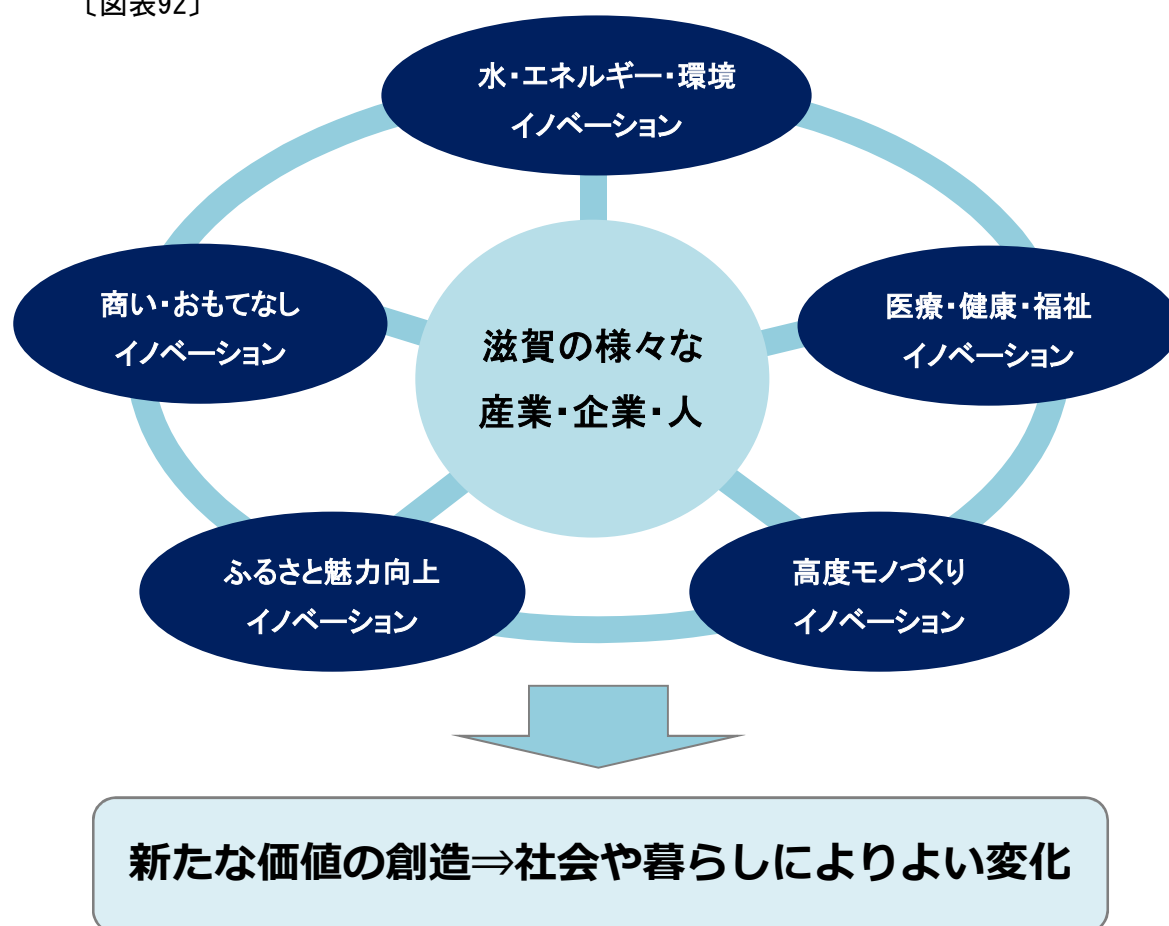 〔図表92〕
水・エネルギー・環境
イノベーション
商い・おもてなし
イノベーション
医療・健康・福祉
イノベーション
滋賀の様々な
産業・企業・人
ふるさと魅力向上
イノベーション
高度モノづくり
イノベーション
新たな価値の創造⇒社会や暮らしによりよい変化